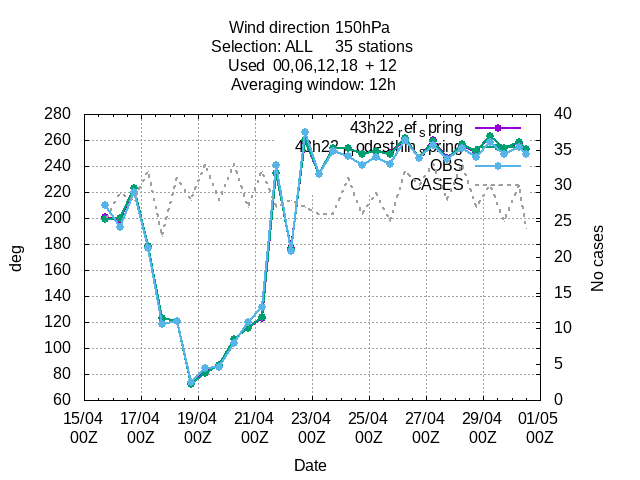 Wind direction 150hPa
Selection: ALL 35 stations
Used 00,06,12,18 + 12
Averaging window: 12h
280
260
240
220
200
180
160
140
120
100
80
60
40
35
30
25
20
15
10
5
0
deg
No cases
43h22 ref spring
OBS
CASES
15/04 17/04 19/04 21/04 23/04 25/04 27/04 29/04 01/05
00Z 00Z 00Z 00Z 00Z 00Z 00Z 00Z 00Z
Date